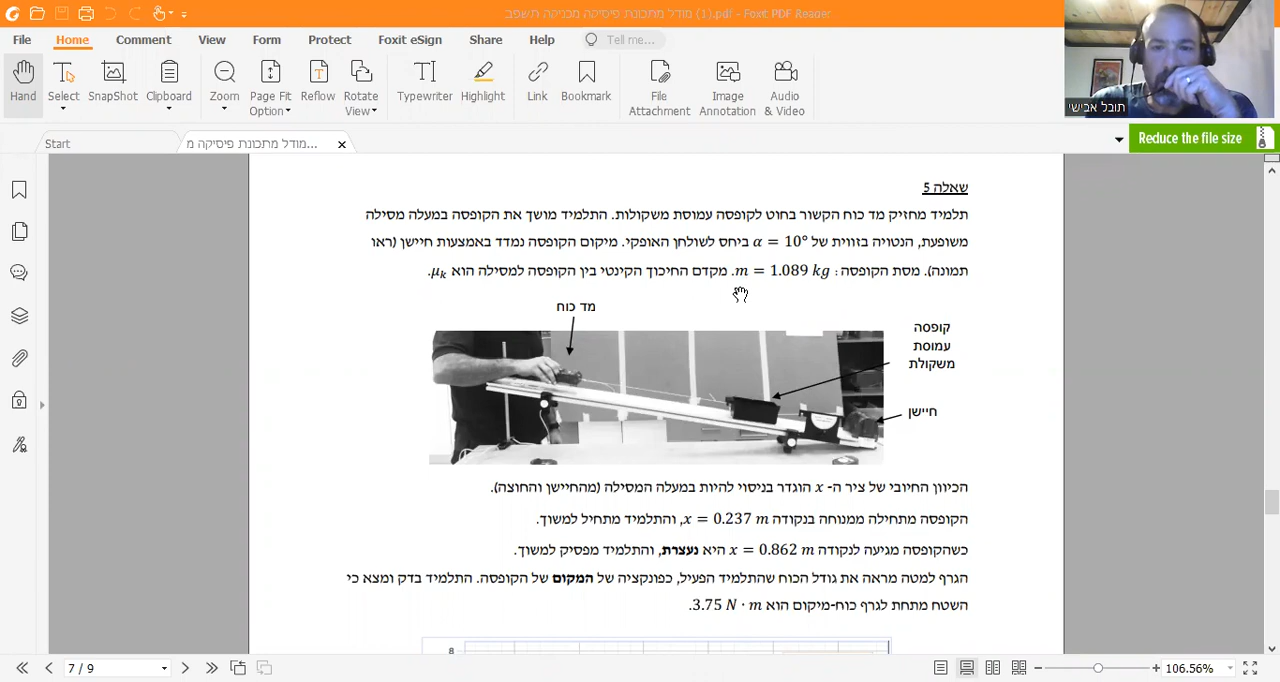 מודל מתכונת פיסיקה מכניקת תשפב (1).pdf - Foxit PDF Reader
File Home Comment View Form Protect Foxit eSign Share Help Tell me...
Hand Select SnapShot Clipboard Zoom Page Fit Option Reflow Rotate View Typewriter Highlight Link Bookmark File Attachment Image Annotation Audio & Video
תובל אבישי
Start
מודל מתכונת פיסיקה מ...
Reduce the file size
שאלה 5
תלמיד מחזיק מד כוח הקשור בחוט לקופסה עמוסת משקולות. התלמיד מושך את הקופסה במעלה מסילה
משופעת, הנטויה בזווית של α = 10° ביחס לשולחן האופקי. מיקום הקופסה נמדד באמצעות חיישן (ראו
תמונה). מסת הקופסה: m = 1.089 kg. מקדם החיכוך הקינטי בין הקופסה למסילה הוא μk.
מד כוח
קופסה
עמוסת
משקולת
חיישן
הכיוון החיובי של ציר ה- x הוגדר בניסוי להיות במעלה המסילה (מהחיישן והחוצה).
הקופסה מתחילה ממנוחה בנקודה x = 0.237 m, והתלמיד מתחיל למשוך.
כשהקופסה מגיעה לנקודה x = 0.862 m היא נעצרת, והתלמיד מפסיק למשוך.
הגרף למטה מראה את גודל הכוח שהתלמיד הפעיל, כפונקציה של המקום של הקופסה. התלמיד בדק ומצא כי
השטח מתחת לגרף כוח-מיקום הוא 3.75 N · m.
8
7 / 9
106.56%